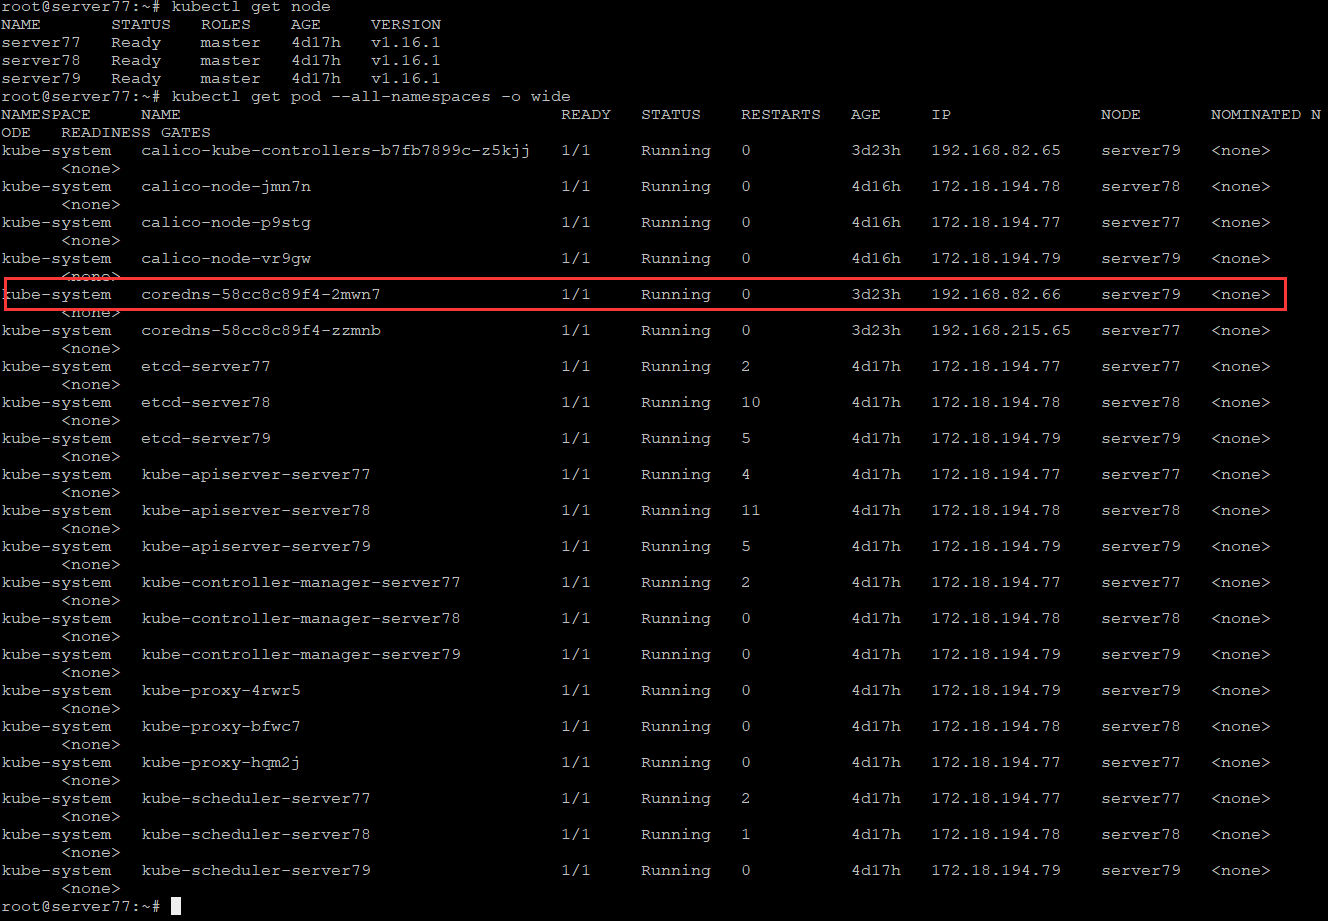 root@server77:~# kubectl get node
NAME       STATUS   ROLES    AGE     VERSION
server77   Ready    master   4d17h   v1.16.1
server78   Ready    master   4d17h   v1.16.1
server79   Ready    master   4d17h   v1.16.1
root@server77:~# kubectl get pod --all-namespaces -o wide
NAMESPACE     NAME                                      READY   STATUS    RESTARTS   AGE     IP               NODE       NOMINATED N
ODE   READINESS GATES
kube-system   calico-kube-controllers-b7fb7899c-z5kjj   1/1     Running   0          3d23h   192.168.82.65    server79   <none>
      <none>
kube-system   calico-node-jmn7n                         1/1     Running   0          4d16h   172.18.194.78    server78   <none>
      <none>
kube-system   calico-node-p9stg                         1/1     Running   0          4d16h   172.18.194.77    server77   <none>
      <none>
kube-system   calico-node-vr9gw                         1/1     Running   0          4d16h   172.18.194.79    server79   <none>
      <none>
kube-system   coredns-58cc8c89f4-2mwn7                  1/1     Running   0          3d23h   192.168.82.66    server79   <none>
      <none>
kube-system   coredns-58cc8c89f4-zzmnb                  1/1     Running   0          3d23h   192.168.215.65   server77   <none>
      <none>
kube-system   etcd-server77                             1/1     Running   2          4d17h   172.18.194.77    server77   <none>
      <none>
kube-system   etcd-server78                             1/1     Running   10         4d17h   172.18.194.78    server78   <none>
      <none>
kube-system   etcd-server79                             1/1     Running   5          4d17h   172.18.194.79    server79   <none>
      <none>
kube-system   kube-apiserver-server77                   1/1     Running   4          4d17h   172.18.194.77    server77   <none>
      <none>
kube-system   kube-apiserver-server78                   1/1     Running   11         4d17h   172.18.194.78    server78   <none>
      <none>
kube-system   kube-apiserver-server79                   1/1     Running   5          4d17h   172.18.194.79    server79   <none>
      <none>
kube-system   kube-controller-manager-server77          1/1     Running   2          4d17h   172.18.194.77    server77   <none>
      <none>
kube-system   kube-controller-manager-server78          1/1     Running   0          4d17h   172.18.194.78    server78   <none>
      <none>
kube-system   kube-controller-manager-server79          1/1     Running   0          4d17h   172.18.194.79    server79   <none>
      <none>
kube-system   kube-proxy-4rwr5                          1/1     Running   0          4d17h   172.18.194.79    server79   <none>
      <none>
kube-system   kube-proxy-bfwc7                          1/1     Running   0          4d17h   172.18.194.78    server78   <none>
      <none>
kube-system   kube-proxy-hqm2j                          1/1     Running   0          4d17h   172.18.194.77    server77   <none>
      <none>
kube-system   kube-scheduler-server77                   1/1     Running   2          4d17h   172.18.194.77    server77   <none>
      <none>
kube-system   kube-scheduler-server78                   1/1     Running   1          4d17h   172.18.194.78    server78   <none>
      <none>
kube-system   kube-scheduler-server79                   1/1     Running   0          4d17h   172.18.194.79    server79   <none>
      <none>
root@server77:~#